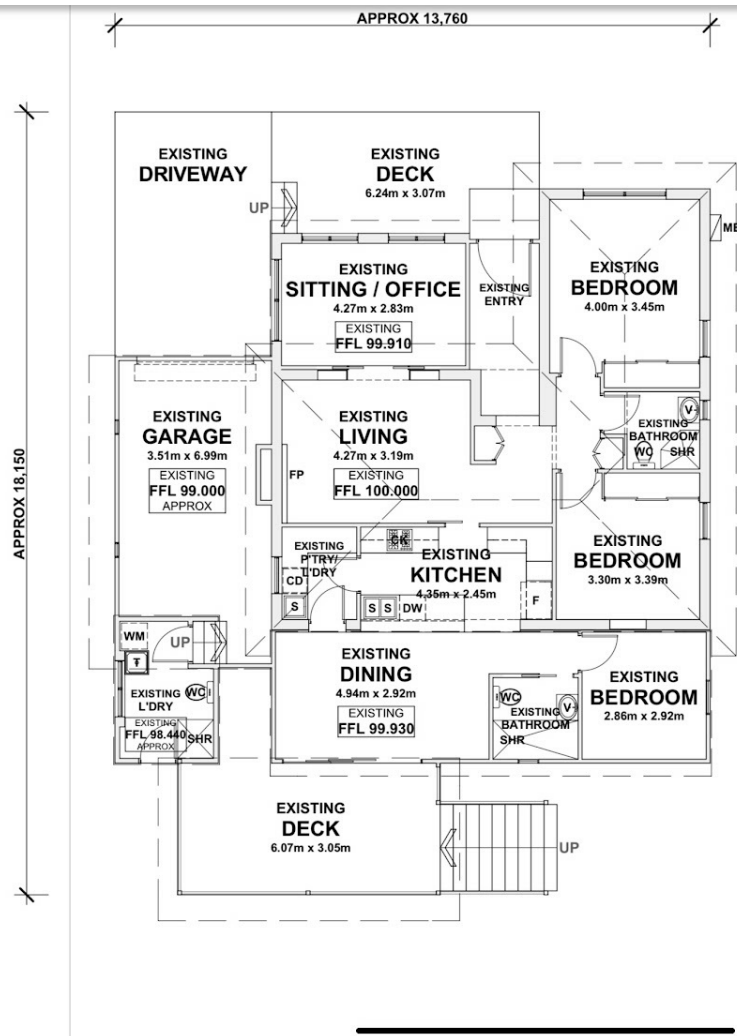 APPROX 13,760
EXISTING
DRIVEWAY
EXISTING
DECK
6.24m x 3.07m
UP
EXISTING
SITTING / OFFICE
4.27m x 2.83m
EXISTING
FFL 99.910
EXISTING
ENTRY
EXISTING
BEDROOM
4.00m x 3.45m
EXISTING
GARAGE
3.51m x 6.99m
EXISTING
FFL 99.000
APPROX
EXISTING
LIVING
4.27m x 3.19m
EXISTING
FFL 100.000
FP
V
EXISTING
BATHROOM
WC
SHR
APPROX 18,150
EXISTING
P'TRY/
L'DRY
CD
S
CK
EXISTING
KITCHEN
4.35m x 2.45m
S S DW
F
EXISTING
BEDROOM
3.30m x 3.39m
WM
UP
T
EXISTING
L'DRY
WC
EXISTING
FFL 98.440
APPROX
SHR
EXISTING
DINING
4.94m x 2.92m
EXISTING
FFL 99.930
WC
V
EXISTING
BATHROOM
SHR
EXISTING
BEDROOM
2.86m x 2.92m
EXISTING
DECK
6.07m x 3.05m
UP